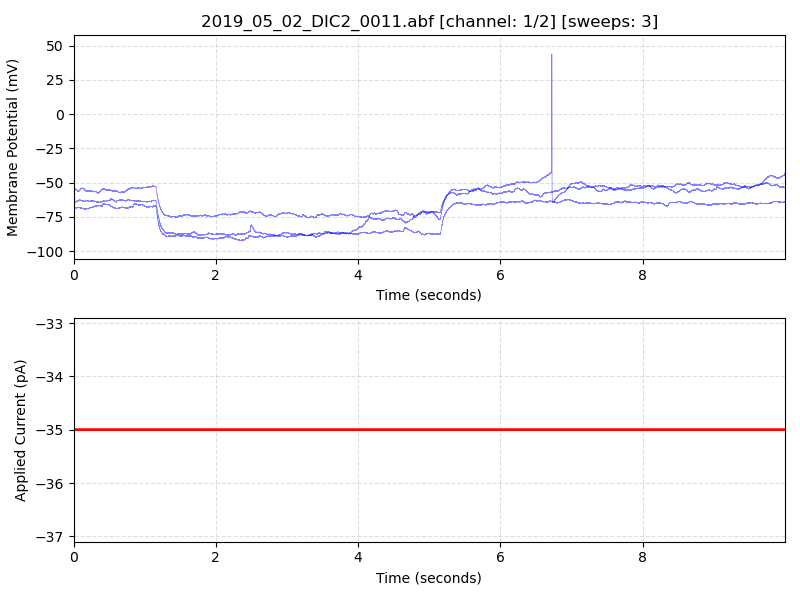 2019_05_02_DIC2_0011.abf [channel: 1/2] [sweeps: 3]
Membrane Potential (mV)
50
25
0
−25
−50
−75
−100
0 2 4 6 8
Time (seconds)
Applied Current (pA)
−33
−34
−35
−36
−37
0 2 4 6 8
Time (seconds)